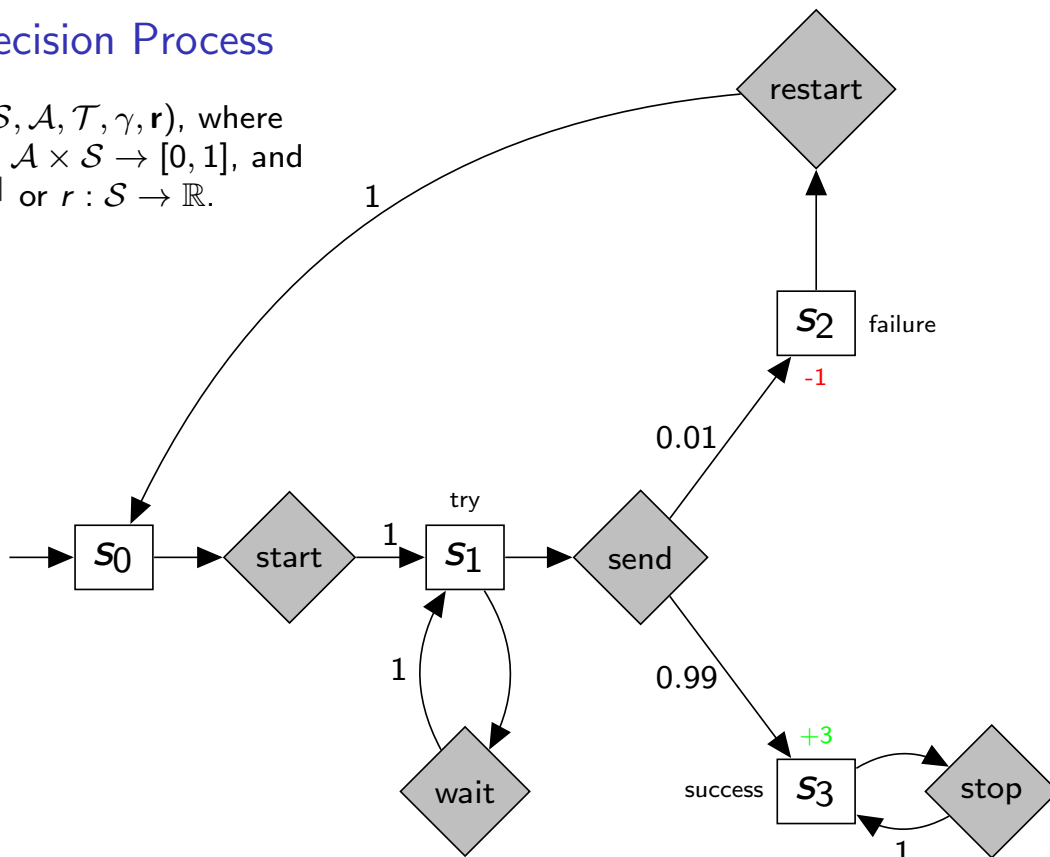 Decision Process
S, A, T, γ, r), where
A × S → [0, 1], and
or r : S → ℝ.
restart
1
s2
failure
-1
0.01
try
s0
start
1
s1
send
1
0.99
wait
+3
success
s3
stop
1